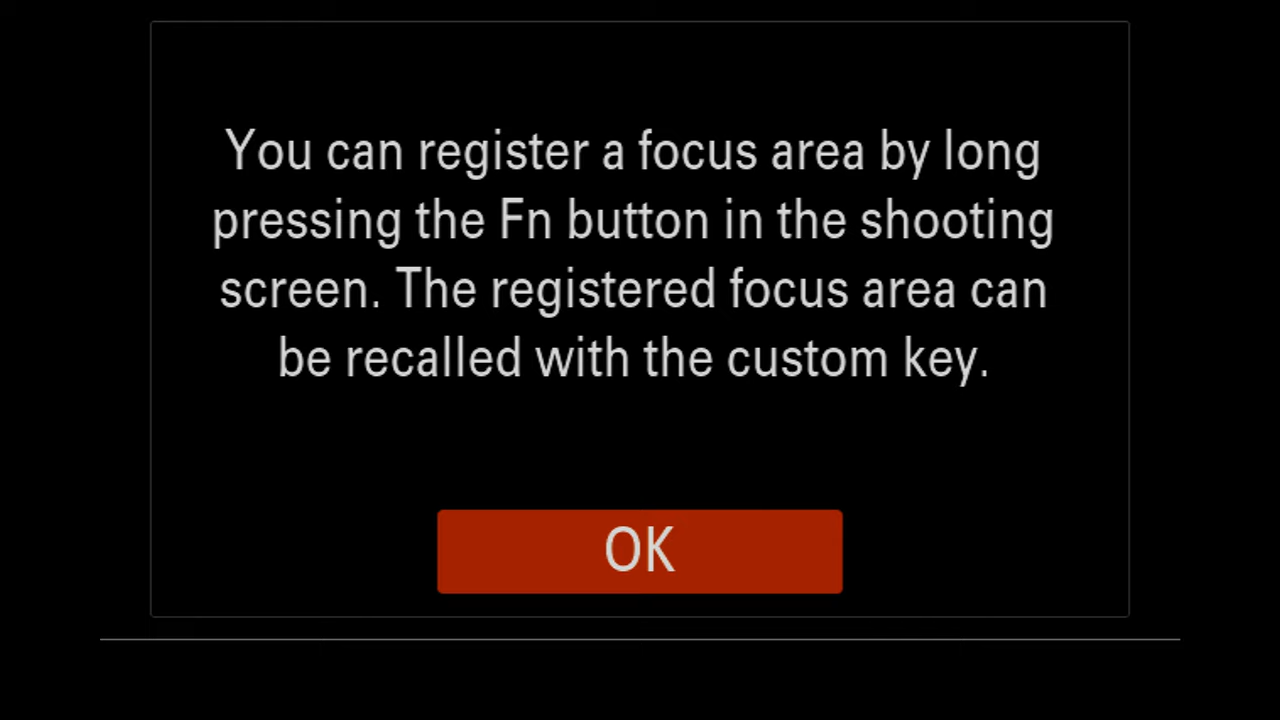 You can register a focus area by long
pressing the Fn button in the shooting
screen. The registered focus area can
be recalled with the custom key.
OK